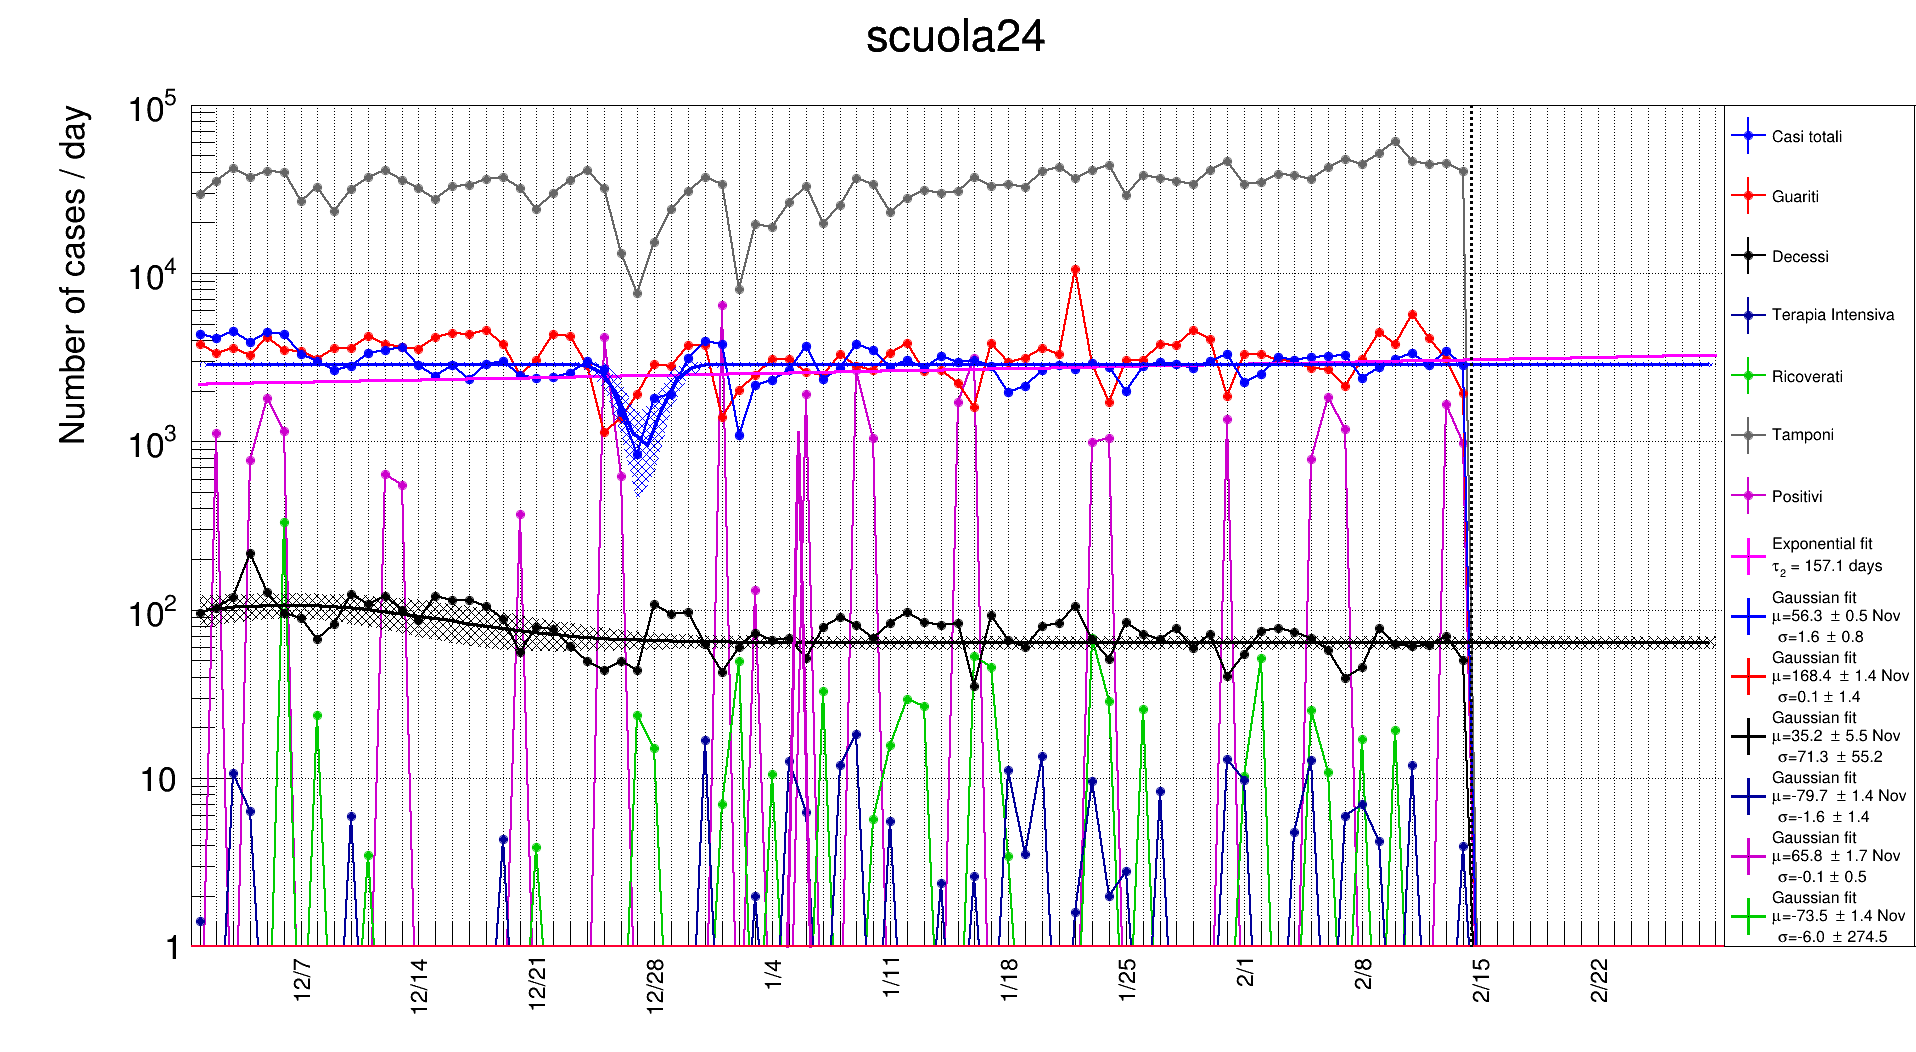 scuola24
Number of cases / day
10^5
10^4
10^3
10^2
10
1
12/7
12/14
12/21
12/28
1/4
1/11
1/18
1/25
2/1
2/8
2/15
2/22
Casi totali
Guariti
Decessi
Terapia Intensiva
Ricoverati
Tamponi
Positivi
Exponential fit
τ₂ = 157.1 days
Gaussian fit
μ=56.3 ± 0.5 Nov
σ=1.6 ± 0.8
Gaussian fit
μ=168.4 ± 1.4 Nov
σ=0.1 ± 1.4
Gaussian fit
μ=35.2 ± 5.5 Nov
σ=71.3 ± 55.2
Gaussian fit
μ=-79.7 ± 1.4 Nov
σ=-1.6 ± 1.4
Gaussian fit
μ=65.8 ± 1.7 Nov
σ=-0.1 ± 0.5
Gaussian fit
μ=-73.5 ± 1.4 Nov
σ=-6.0 ± 274.5